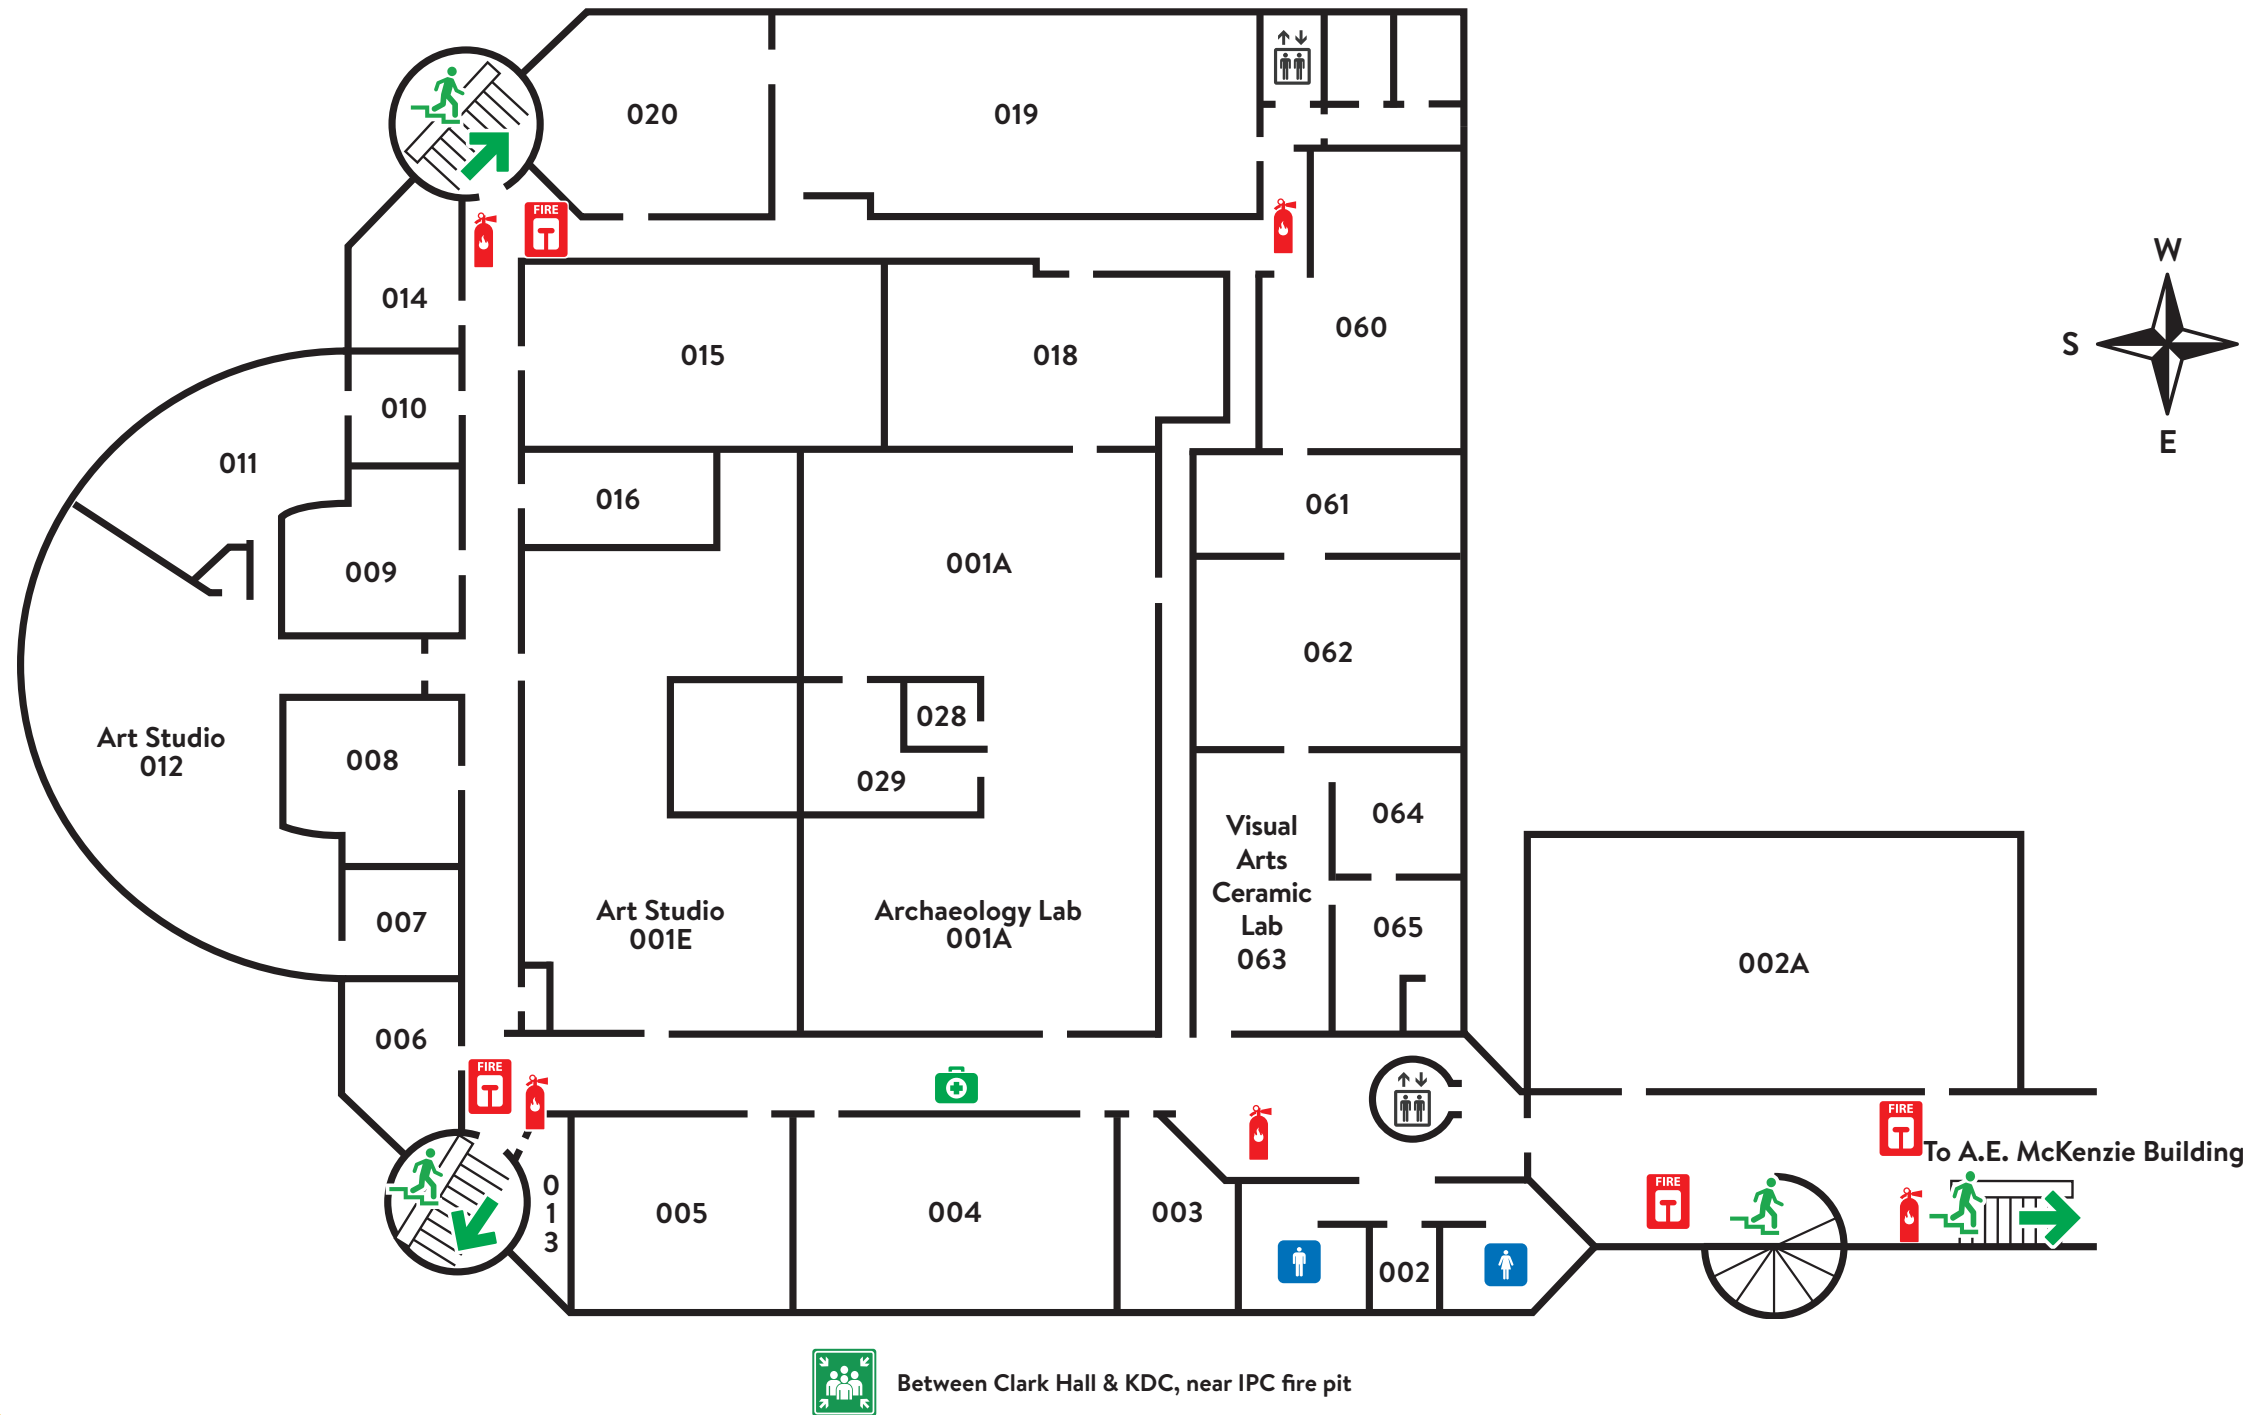 020
019
FIRE
014
015
018
060
W
S
E
010
011
016
061
009
001A
062
028
Art Studio
012
008
029
064
Visual
Arts
Ceramic
Lab
063
007
Art Studio
001E
Archaeology Lab
001A
065
002A
006
FIRE
FIRE
To A.E. McKenzie Building
FIRE
0
1
3
005
004
003
002
Between Clark Hall & KDC, near IPC fire pit